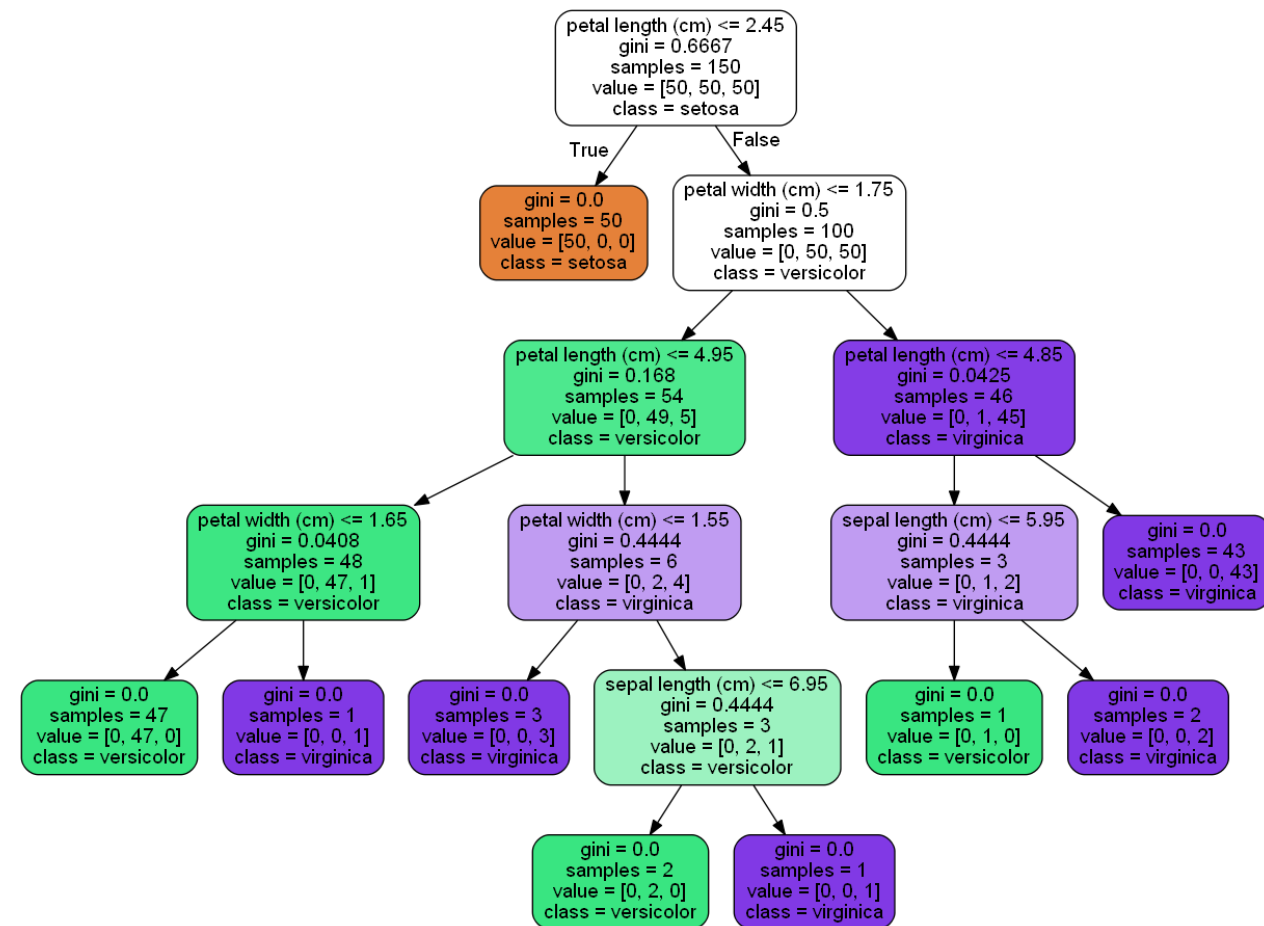 petal length (cm) <= 2.45
gini = 0.6667
samples = 150
value = [50, 50, 50]
class = setosa
True
False
gini = 0.0
samples = 50
value = [50, 0, 0]
class = setosa
petal width (cm) <= 1.75
gini = 0.5
samples = 100
value = [0, 50, 50]
class = versicolor
petal length (cm) <= 4.95
gini = 0.168
samples = 54
value = [0, 49, 5]
class = versicolor
petal length (cm) <= 4.85
gini = 0.0425
samples = 46
value = [0, 1, 45]
class = virginica
petal width (cm) <= 1.65
gini = 0.0408
samples = 48
value = [0, 47, 1]
class = versicolor
petal width (cm) <= 1.55
gini = 0.4444
samples = 6
value = [0, 2, 4]
class = virginica
sepal length (cm) <= 5.95
gini = 0.4444
samples = 3
value = [0, 1, 2]
class = virginica
gini = 0.0
samples = 43
value = [0, 0, 43]
class = virginica
gini = 0.0
samples = 47
value = [0, 47, 0]
class = versicolor
gini = 0.0
samples = 1
value = [0, 0, 1]
class = virginica
gini = 0.0
samples = 3
value = [0, 0, 3]
class = virginica
sepal length (cm) <= 6.95
gini = 0.4444
samples = 3
value = [0, 2, 1]
class = versicolor
gini = 0.0
samples = 1
value = [0, 1, 0]
class = versicolor
gini = 0.0
samples = 2
value = [0, 0, 2]
class = virginica
gini = 0.0
samples = 2
value = [0, 2, 0]
class = versicolor
gini = 0.0
samples = 1
value = [0, 0, 1]
class = virginica